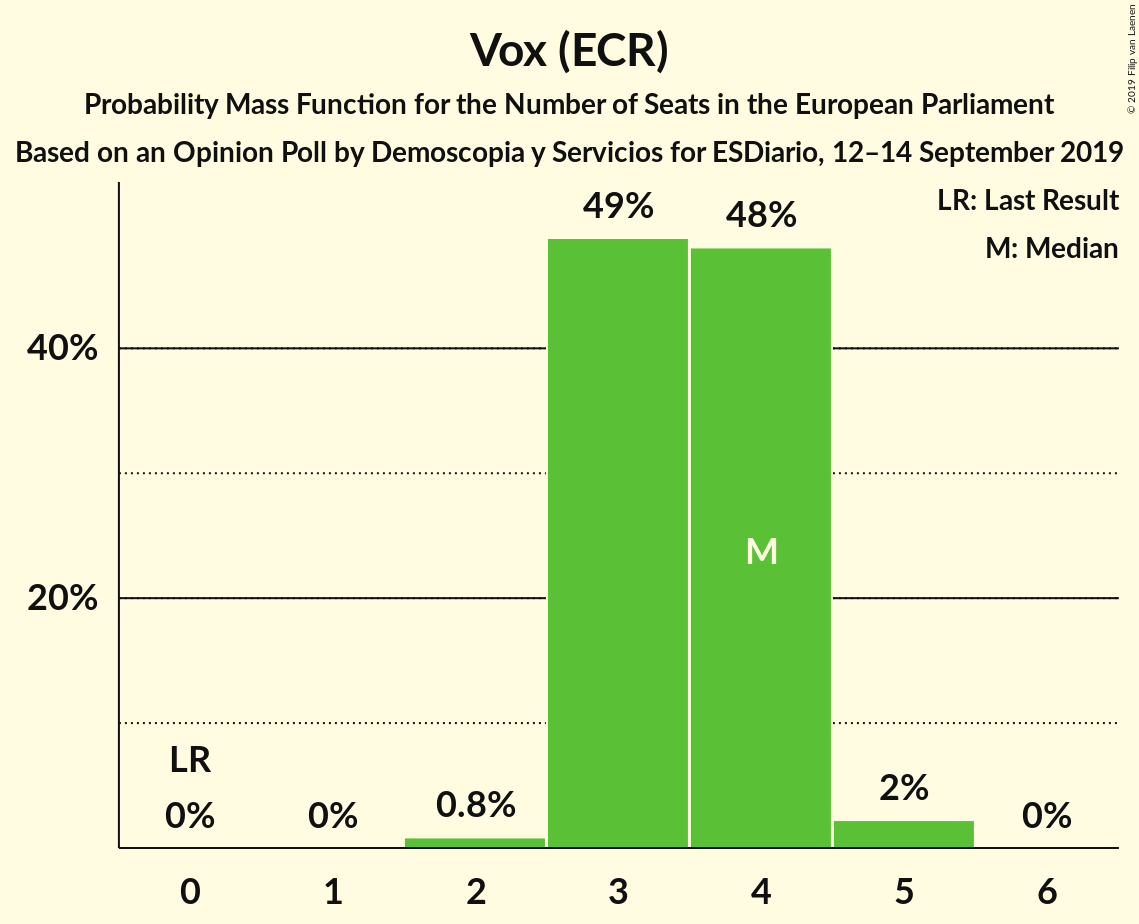 Vox (ECR)
Probability Mass Function for the Number of Seats in the European Parliament
Based on an Opinion Poll by Demoscopia y Servicios for ESDiario, 12–14 September 2019
© 2019 Filip van Laenen
LR: Last Result
M: Median
49%
48%
40%
M
20%
LR
0%
0%
0.8%
2%
0%
0
1
2
3
4
5
6